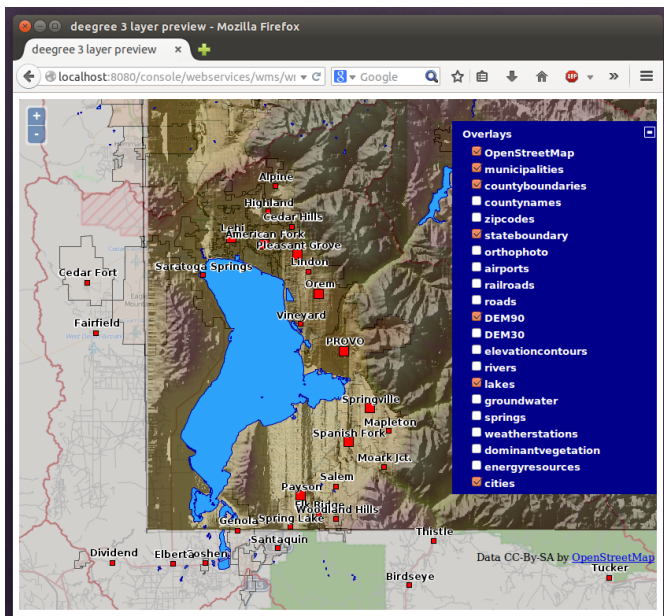 deegree 3 layer preview - Mozilla Firefox
deegree 3 layer preview
localhost:8080/console/webservices/wms/
Google
ABP
Overlays
OpenStreetMap
municipalities
countyboundaries
countynames
zipcodes
stateboundary
orthophoto
airports
railroads
roads
DEM90
DEM30
elevationcontours
rivers
lakes
groundwater
springs
weatherstations
dominantvegetation
energyresources
cities
Alpine
Highland
Cedar Hills
Lehi
American Fork
Pleasant Grove
Lindon
Saratoga Springs
Cedar Fort
Orem
Vineyard
Fairfield
PROVO
Springville
Mapleton
Spanish Fork
Moark Jct.
Salem
Payson
Woodland Hills
Genola
Spring Lake
Santaquin
Thistle
Dividend
Elberta
Goshen
Birdseye
Tucker
Data CC-By-SA by OpenStreetMap